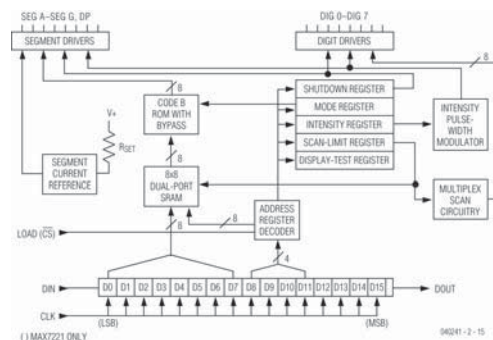 SEG A–SEG G, DP
DIG 0–DIG 7
SEGMENT DRIVERS
DIGIT DRIVERS
8
8
CODE B
ROM WITH
BYPASS
SHUTDOWN REGISTER
MODE REGISTER
INTENSITY REGISTER
SCAN-LIMIT REGISTER
DISPLAY-TEST REGISTER
INTENSITY
PULSE-
WIDTH
MODULATOR
V+
RSET
SEGMENT
CURRENT
REFERENCE
8
8x8
DUAL-PORT
SRAM
MULTIPLEX
SCAN
CIRCUITRY
ADDRESS
REGISTER
DECODER
8
8
LOAD (CS)
4
DIN
D0 D1 D2 D3 D4 D5 D6 D7 D8 D9 D10 D11 D12 D13 D14 D15
DOUT
CLK
(LSB)
(MSB)
( ) MAX7221 ONLY
040241 - 2 - 15